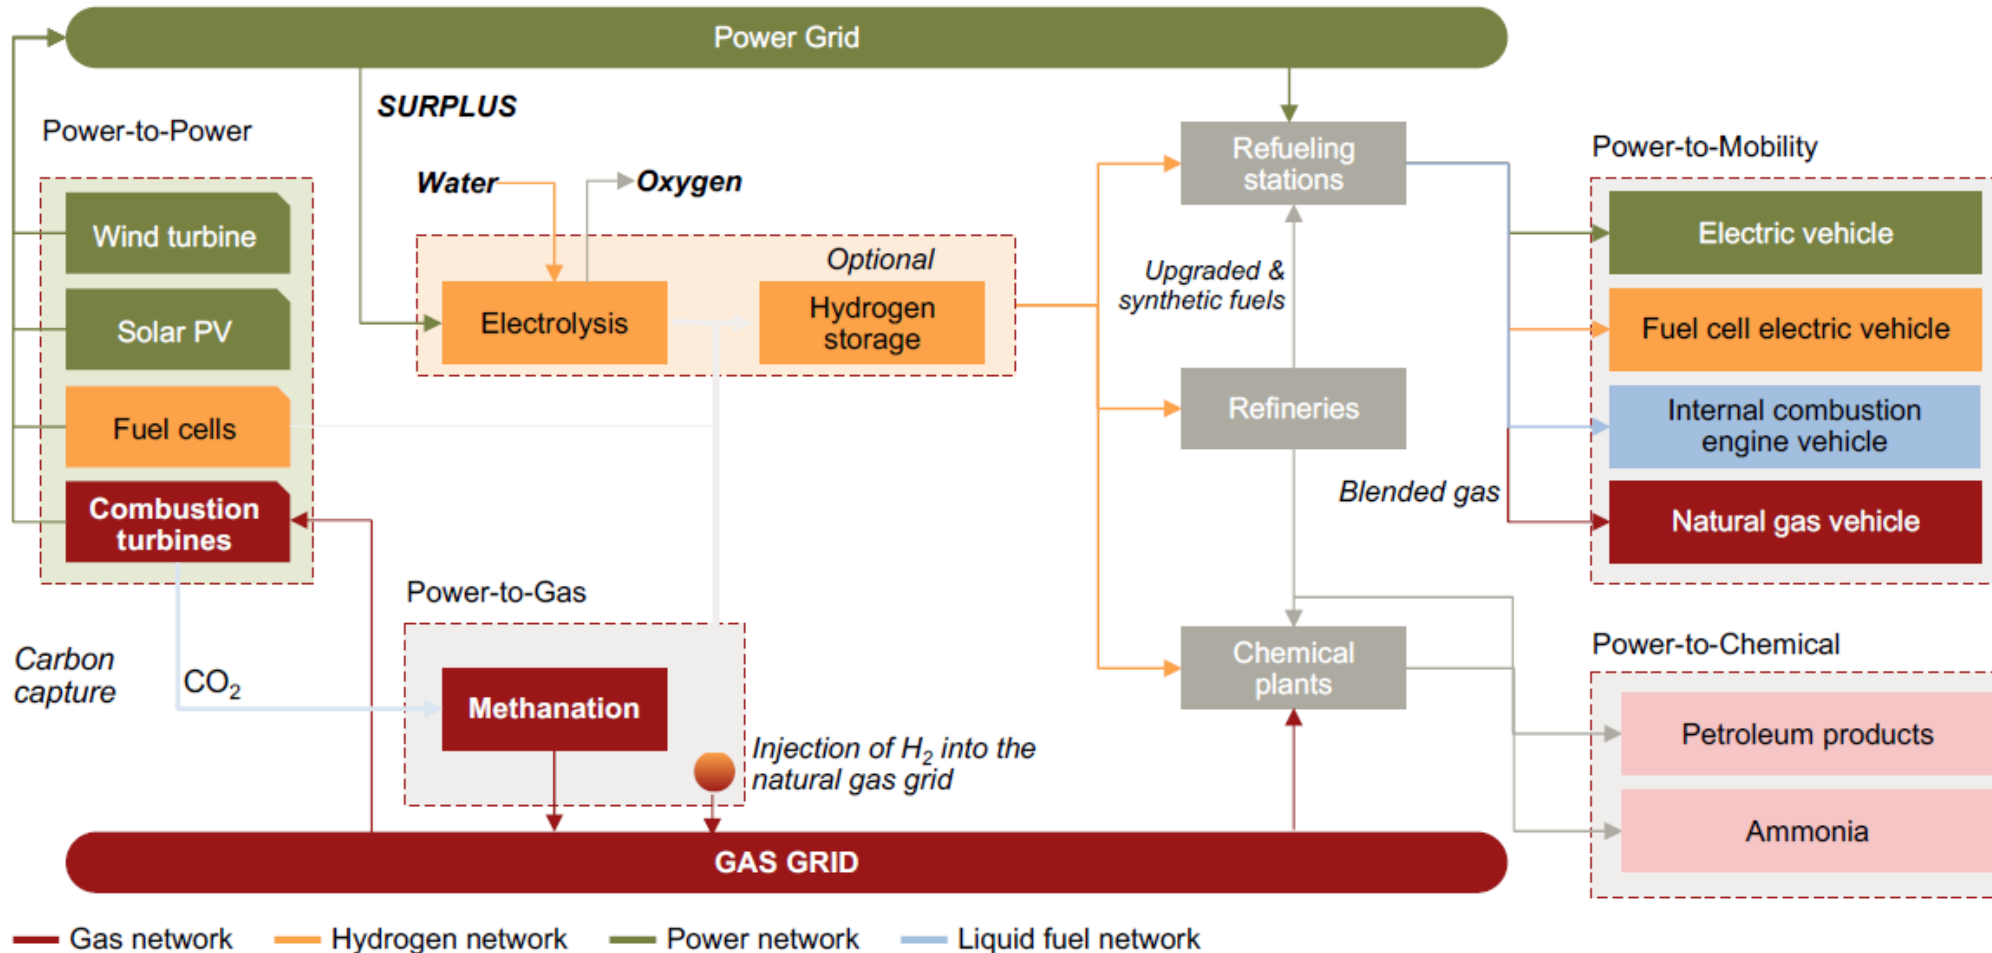 Power Grid
SURPLUS
Power-to-Power
Wind turbine
Solar PV
Fuel cells
Combustion
turbines
Water
Oxygen
Optional
Electrolysis
Hydrogen
storage
Refueling
stations
Upgraded &
synthetic fuels
Refineries
Blended gas
Chemical
plants
Power-to-Mobility
Electric vehicle
Fuel cell electric vehicle
Internal combustion
engine vehicle
Natural gas vehicle
Power-to-Chemical
Petroleum products
Ammonia
Carbon
capture
CO₂
Power-to-Gas
Methanation
Injection of H₂ into the
natural gas grid
GAS GRID
Gas network
Hydrogen network
Power network
Liquid fuel network